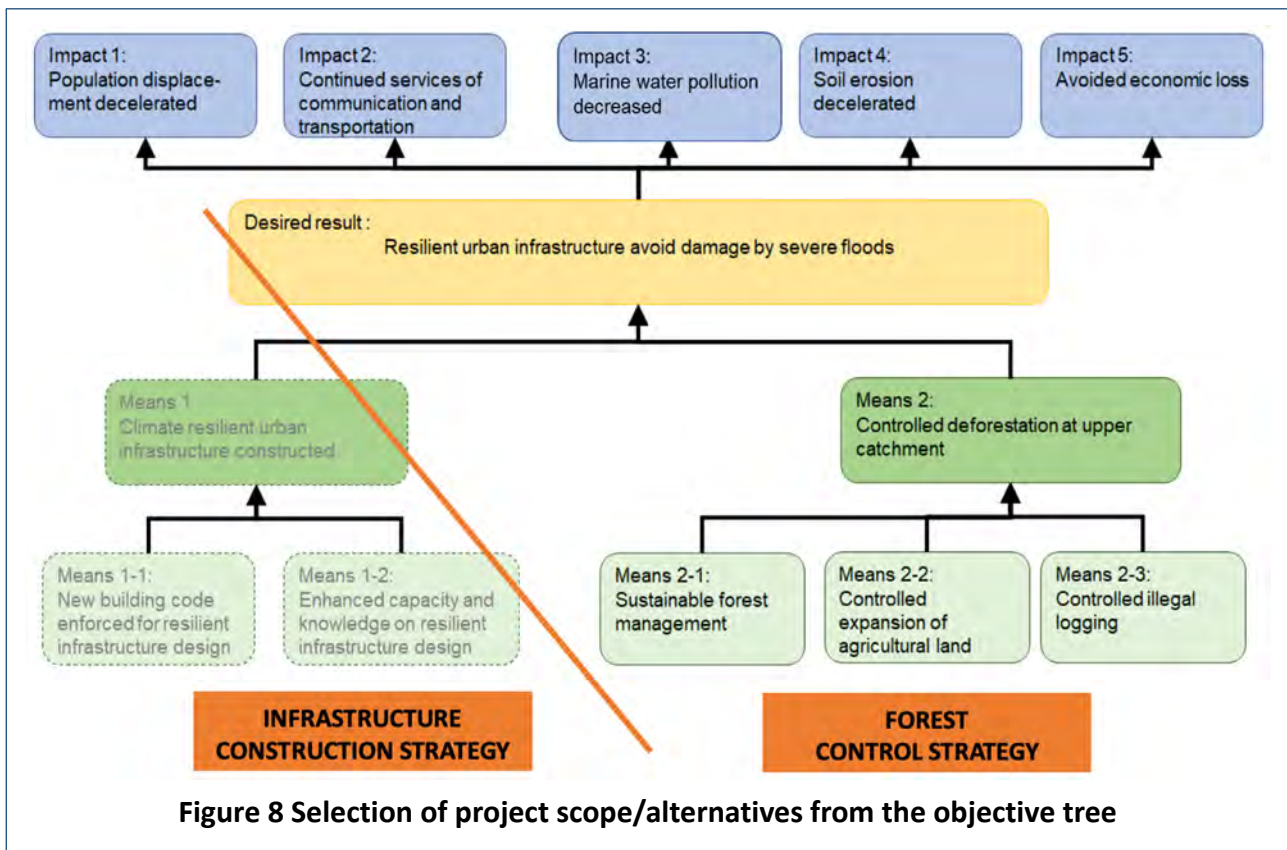 Impact 1:
Population displace-
ment decelerated
Impact 2:
Continued services of
communication and
transportation
Impact 3:
Marine water pollution
decreased
Impact 4:
Soil erosion
decelerated
Impact 5:
Avoided economic loss
Desired result :
Resilient urban infrastructure avoid damage by severe floods
Means 1
Climate resilient urban
infrastructure constructed
Means 2:
Controlled deforestation at upper
catchment
Means 1-1:
New building code
enforced for resilient
infrastructure design
Means 1-2:
Enhanced capacity and
knowledge on resilient
infrastructure design
Means 2-1:
Sustainable forest
management
Means 2-2:
Controlled
expansion of
agricultural land
Means 2-3:
Controlled illegal
logging
INFRASTRUCTURE
CONSTRUCTION STRATEGY
FOREST
CONTROL STRATEGY
Figure 8 Selection of project scope/alternatives from the objective tree